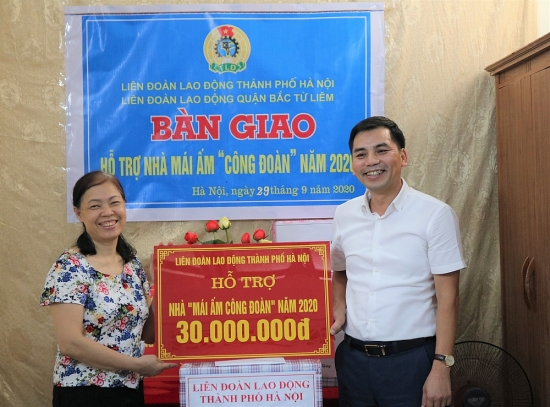 LIÊN ĐOÀN LAO ĐỘNG THÀNH PHỐ HÀ NỘI
LIÊN ĐOÀN LAO ĐỘNG QUẬN BẮC TỪ LIÊM
BÀN GIAO
HỖ TRỢ NHÀ MÁI ẤM "CÔNG ĐOÀN" NĂM 2020
Hà Nội, ngày 29 tháng 9 năm 2020
LIÊN ĐOÀN LAO ĐỘNG THÀNH PHỐ HÀ NỘI
HỖ TRỢ
NHÀ "MÁI ẤM CÔNG ĐOÀN" NĂM 2020
30.000.000đ
LIÊN ĐOÀN LAO ĐỘNG
THÀNH PHỐ HÀ NỘI